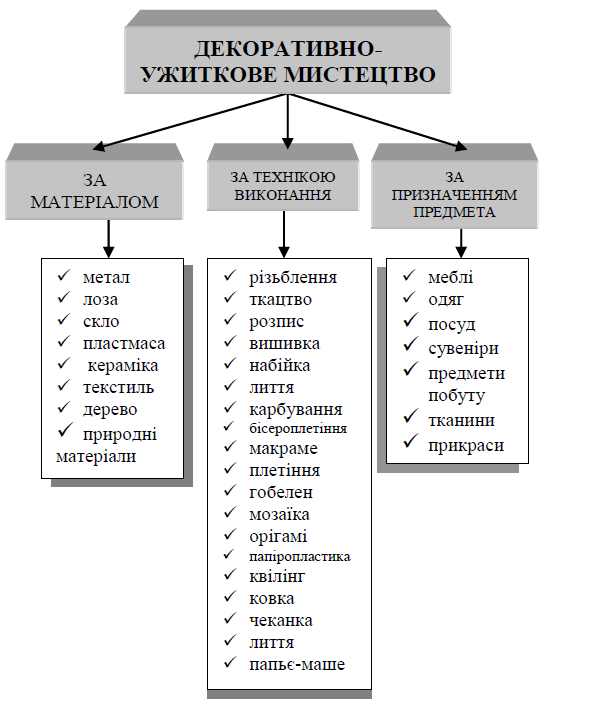 ДЕКОРАТИВНО-
УЖИТКОВЕ МИСТЕЦТВО
ЗА
МАТЕРІАЛОМ
ЗА ТЕХНІКОЮ
ВИКОНАННЯ
ЗА
ПРИЗНАЧЕННЯМ
ПРЕДМЕТА
✓ метал
✓ лоза
✓ скло
✓ пластмаса
✓ кераміка
✓ текстиль
✓ дерево
✓ природні
матеріали
✓ різьблення
✓ ткацтво
✓ розпис
✓ вишивка
✓ набійка
✓ лиття
✓ карбування
✓ бісероплетіння
✓ макраме
✓ плетіння
✓ гобелен
✓ мозаїка
✓ орігамі
✓ папіропластика
✓ квілінг
✓ ковка
✓ чеканка
✓ лиття
✓ папьє-маше
✓ меблі
✓ одяг
✓ посуд
✓ сувеніри
✓ предмети
побуту
✓ тканини
✓ прикраси